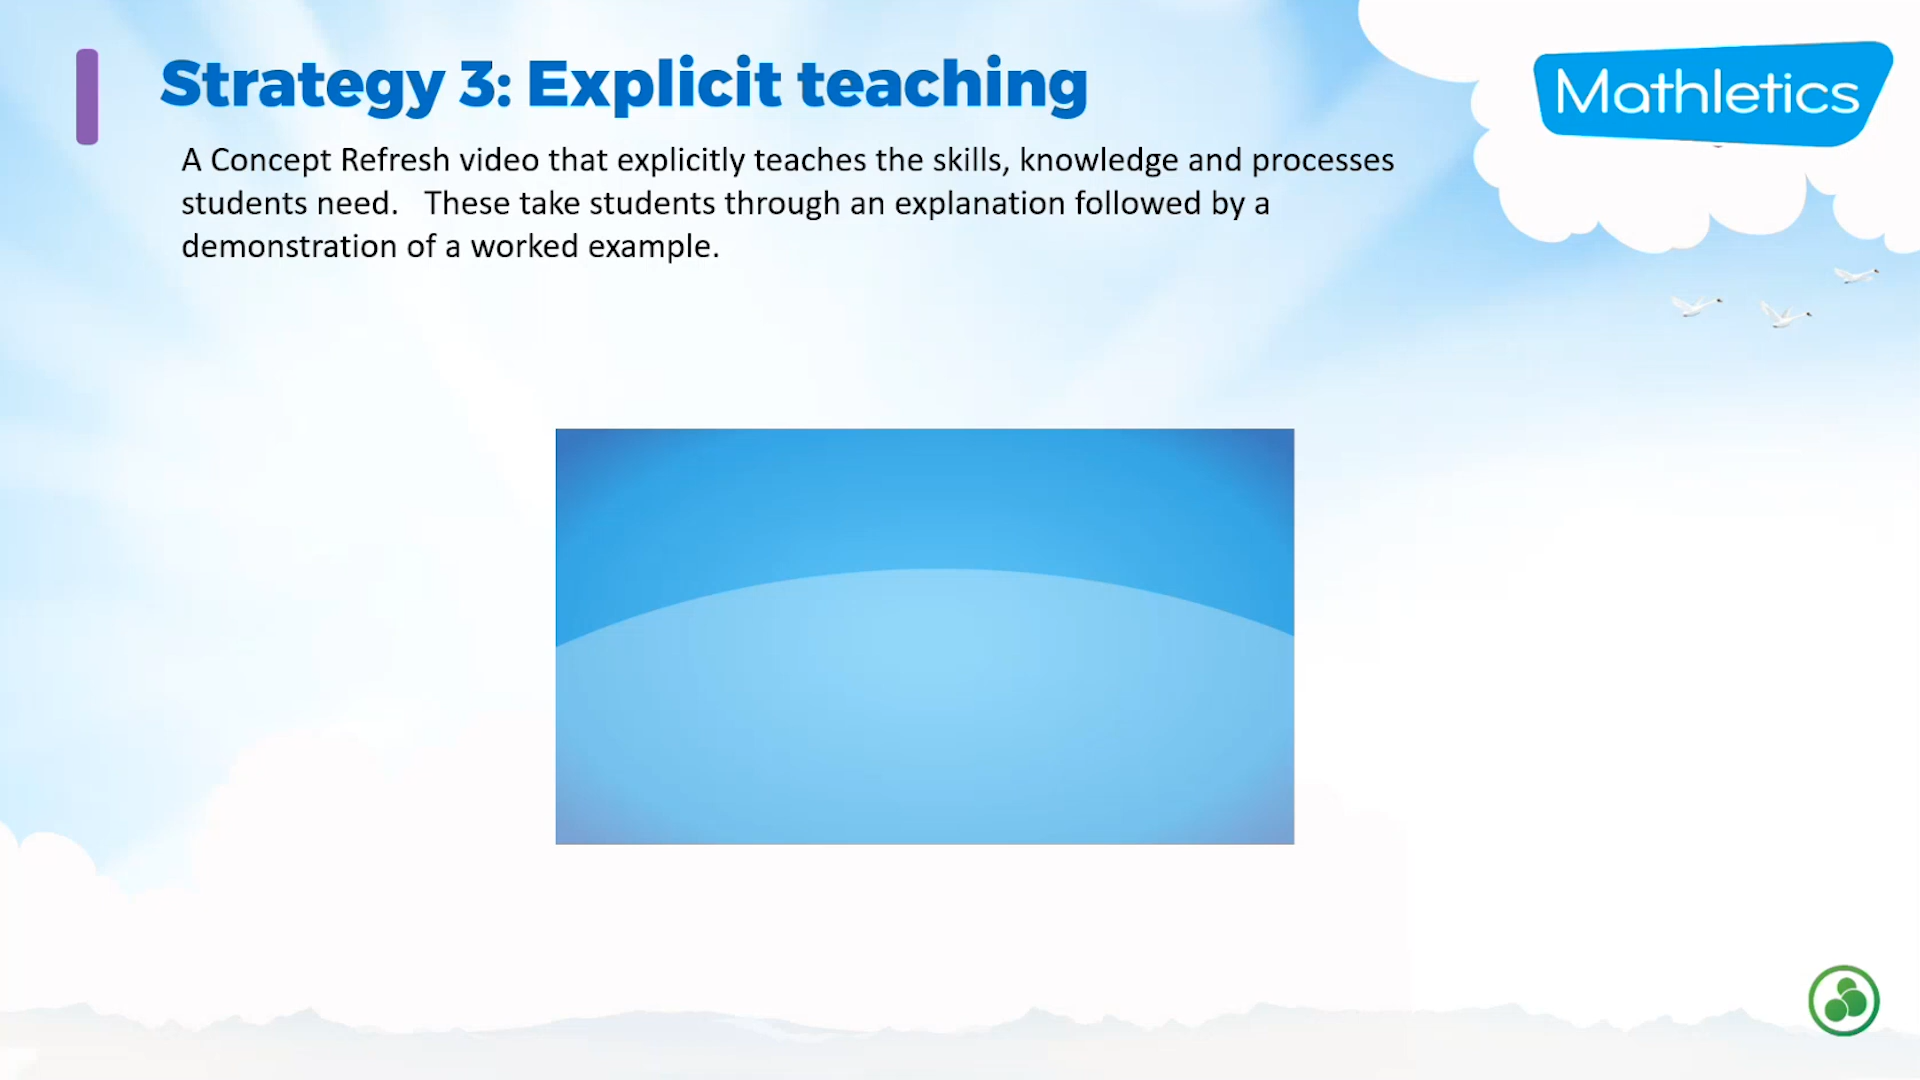 Strategy 3: Explicit teaching
Mathletics
A Concept Refresh video that explicitly teaches the skills, knowledge and processes
students need.   These take students through an explanation followed by a
demonstration of a worked example.